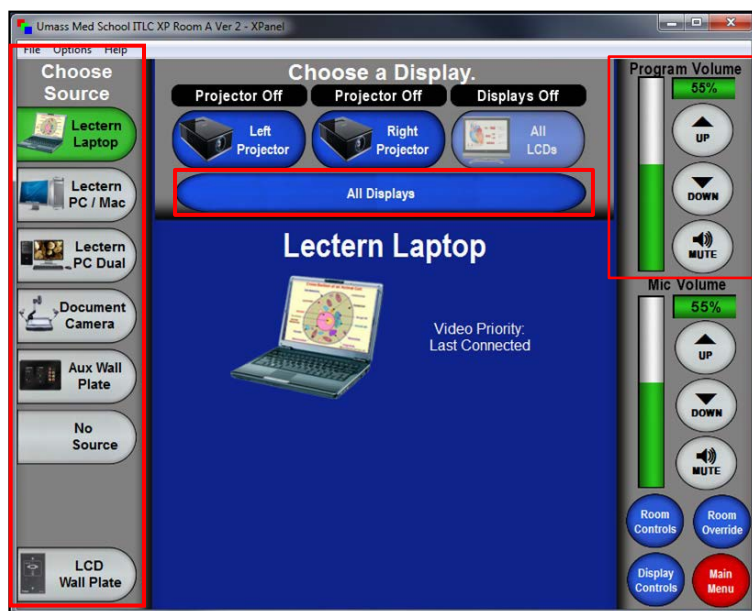 Umass Med School ITLC XP Room A Ver 2 - XPanel
File Options Help
Choose
Source
Lectern
Laptop
Lectern
PC / Mac
Lectern
PC Dual
Document
Camera
Aux Wall
Plate
No
Source
LCD
Wall Plate
Choose a Display.
Projector Off
Projector Off
Displays Off
Left
Projector
Right
Projector
All
LCDs
All Displays
Lectern Laptop
Video Priority:
Last Connected
Program Volume
55%
UP
DOWN
MUTE
Mic Volume
55%
UP
DOWN
MUTE
Room
Controls
Room
Override
Display
Controls
Main
Menu